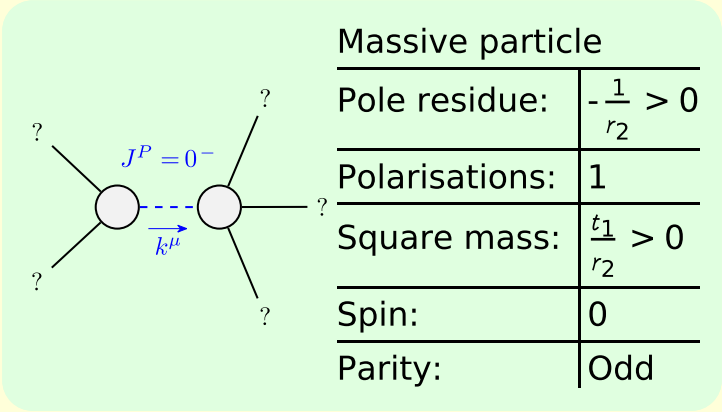 ?
?
J^P = 0^-
k^μ
?
?
?
Massive particle
Pole residue: -1/r₂ > 0
Polarisations: 1
Square mass: t₁/r₂ > 0
Spin: 0
Parity: Odd